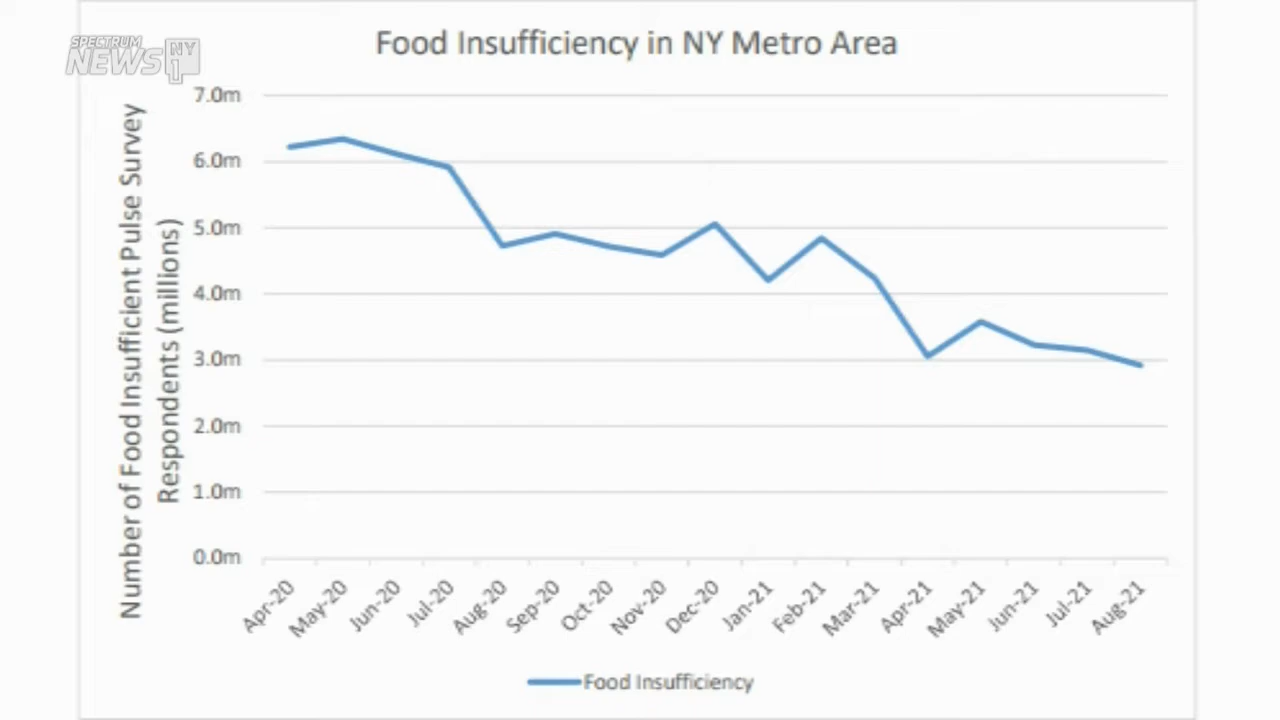 SPECTRUM
NEWS NY
1
Food Insufficiency in NY Metro Area
Number of Food Insufficient Pulse Survey
Respondents (millions)
7.0m
6.0m
5.0m
4.0m
3.0m
2.0m
1.0m
0.0m
Apr-20
May-20
Jun-20
Jul-20
Aug-20
Sep-20
Oct-20
Nov-20
Dec-20
Jan-21
Feb-21
Mar-21
Apr-21
May-21
Jun-21
Jul-21
Aug-21
Food Insufficiency